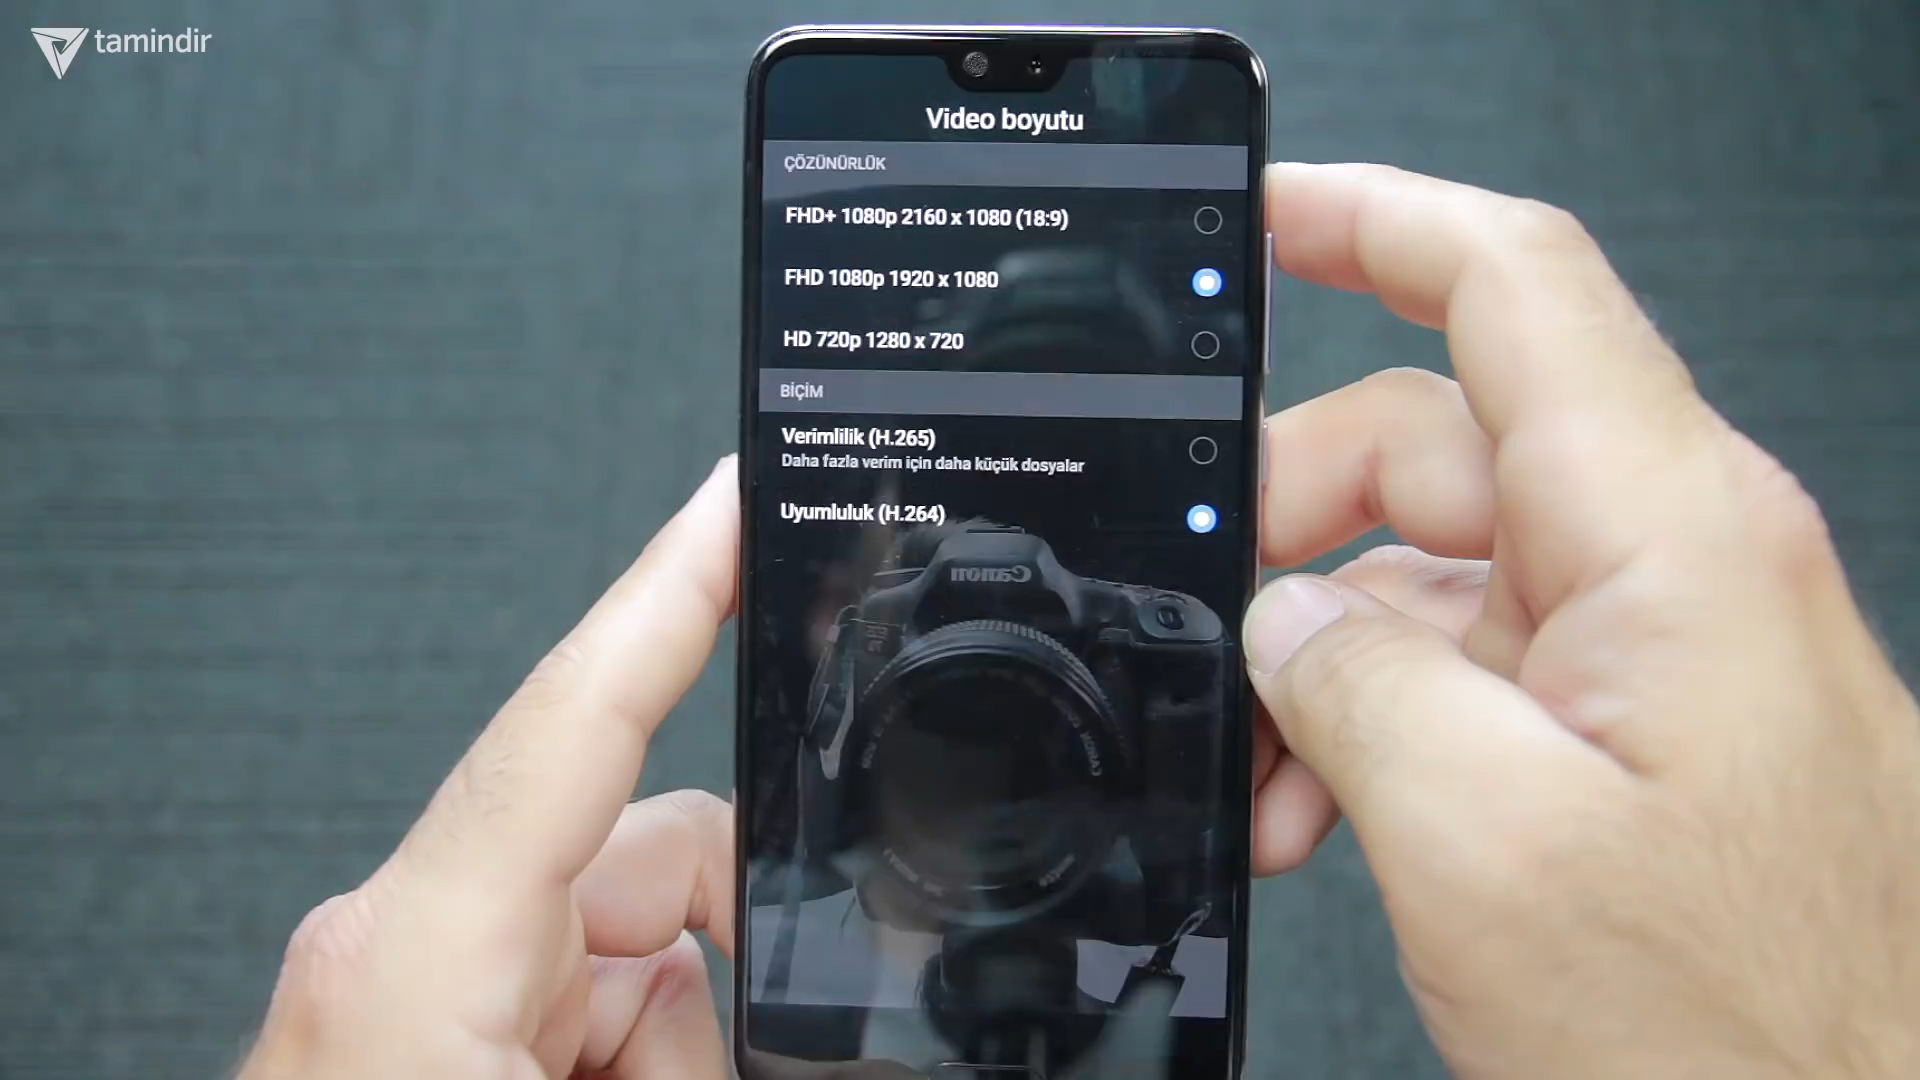 tamindir
Video boyutu
ÇÖZÜNÜRLÜK
FHD+ 1080p 2160 x 1080 (18:9)
FHD 1080p 1920 x 1080
HD 720p 1280 x 720
BİÇİM
Verimlilik (H.265)
Daha fazla verim için daha küçük dosyalar
Uyumluluk (H.264)
Canon